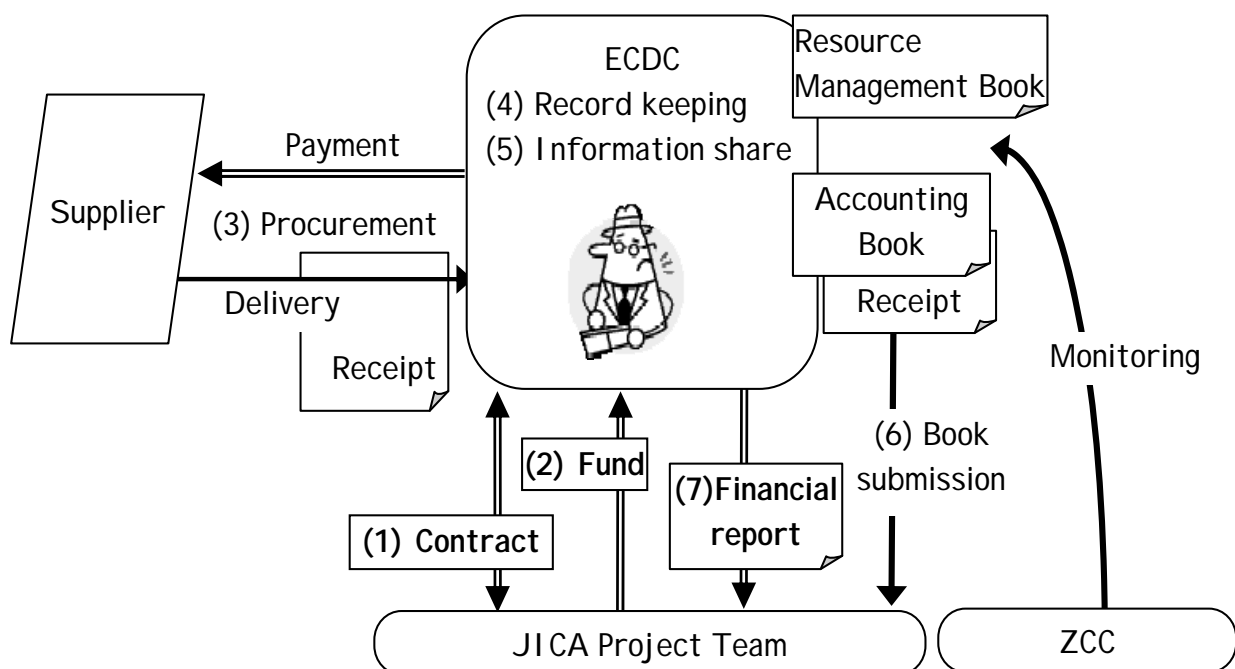 ECDC
(4) Record keeping
(5) Information share
Resource
Management Book
Payment
Supplier
(3) Procurement
Delivery
Receipt
Accounting
Book
Receipt
Monitoring
(6) Book
submission
(2) Fund
(7)Financial
report
(1) Contract
JICA Project Team
ZCC